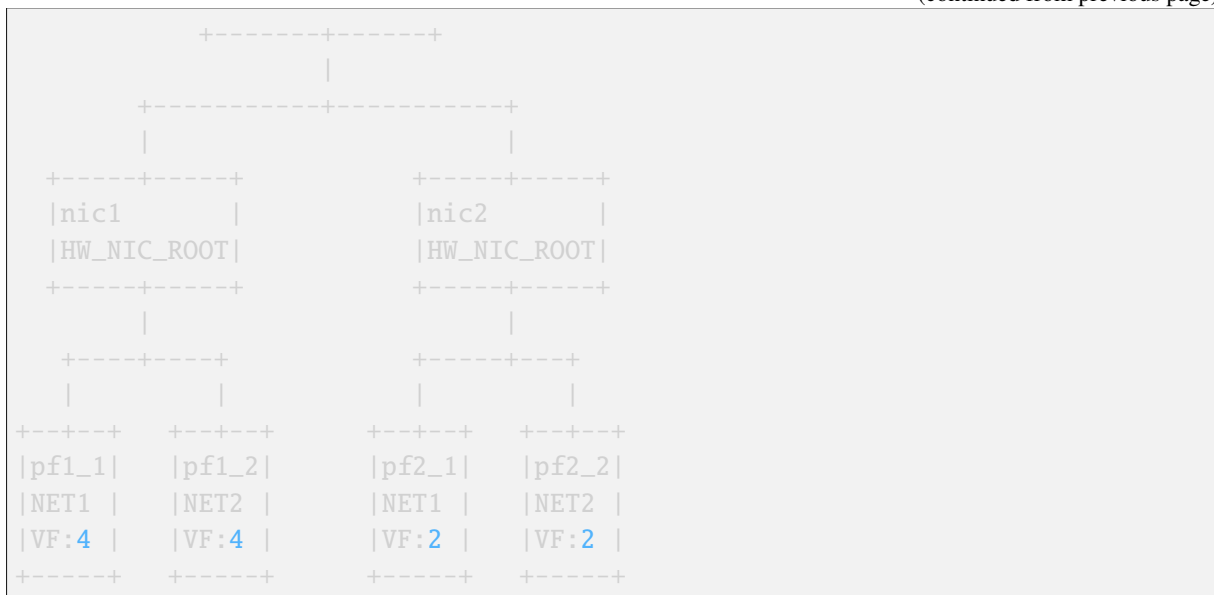 (continued from previous page)
            +-------+------+
                    |
        +-----------+-----------+
        |                       |
  +-----+-----+           +-----+-----+
  |nic1       |           |nic2       |
  |HW_NIC_ROOT|           |HW_NIC_ROOT|
  +-----+-----+           +-----+-----+
        |                       |
   +----+----+            +-----+---+
   |         |            |         |
+--+--+   +--+--+      +--+--+   +--+--+
|pf1_1|   |pf1_2|      |pf2_1|   |pf2_2|
|NET1 |   |NET2 |      |NET1 |   |NET2 |
|VF:4 |   |VF:4 |      |VF:2 |   |VF:2 |
+-----+   +-----+      +-----+   +-----+